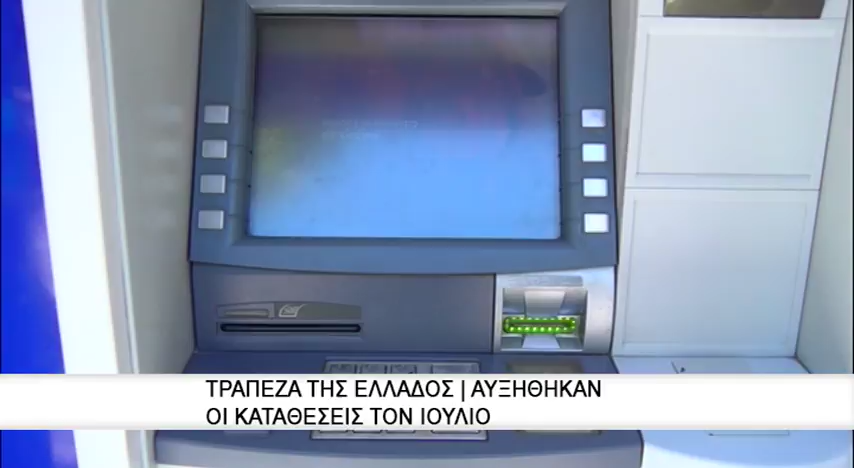 ΤΡΑΠΕΖΑ ΤΗΣ ΕΛΛΑΔΟΣ | ΑΥΞΗΘΗΚΑΝ
ΟΙ ΚΑΤΑΘΕΣΕΙΣ ΤΟΝ ΙΟΥΛΙΟ